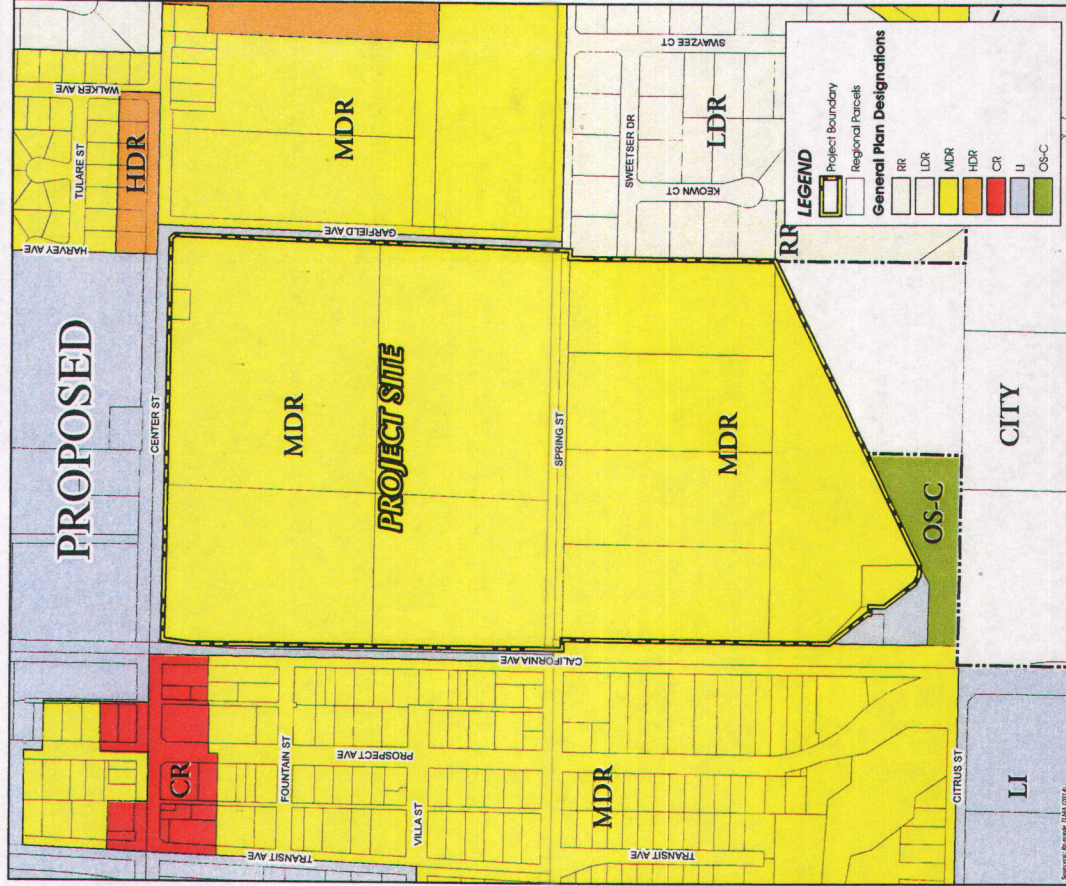 PROPOSED
WALKER AVE
TULARE ST
HARVEY AVE
HDR
CENTER ST
MDR
GARFIELD AVE
MDR
PROJECT SITE
SPRING ST
MDR
SWAYZEE CT
SWEETSER DR
LDR
KEOWN CT
RR
CALIFORNIA AVE
CR
FOUNTAIN ST
PROSPECT AVE
VILLA ST
TRANSIT AVE
MDR
TRANSIT AVE
CITRUS ST
LI
OS-C
CITY
LEGEND
Project Boundary
Regional Parcels
General Plan Designations
RR
LDR
MDR
HDR
CR
LI
OS-C